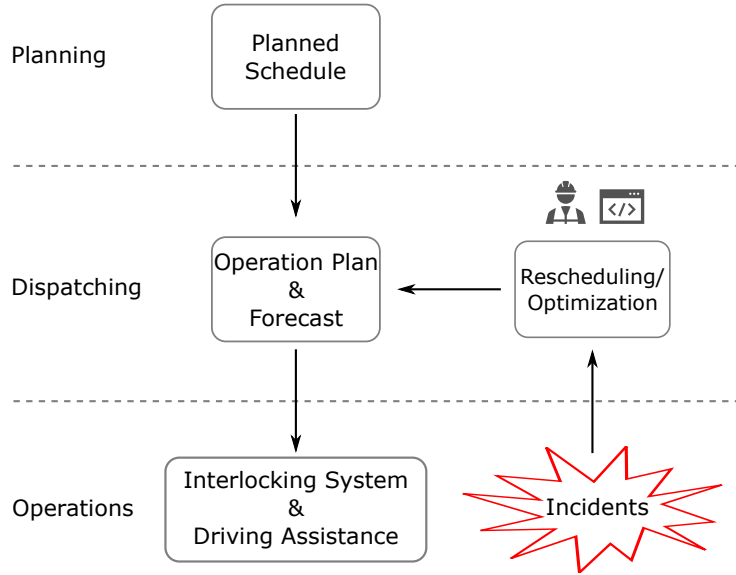 Planning
Planned
Schedule
Dispatching
Operation Plan
&
Forecast
</>
Rescheduling/
Optimization
Operations
Interlocking System
&
Driving Assistance
Incidents